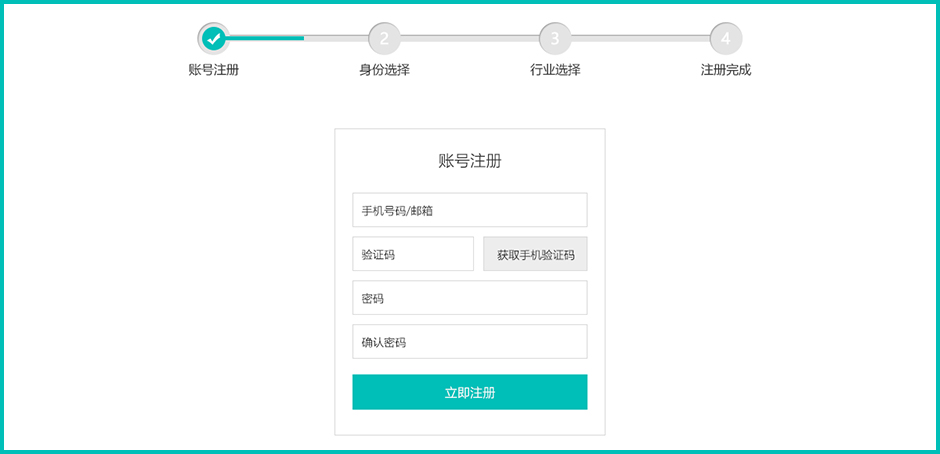 2 3 4
账号注册 身份选择 行业选择 注册完成
账号注册
手机号码/邮箱
验证码 获取手机验证码
密码
确认密码
立即注册